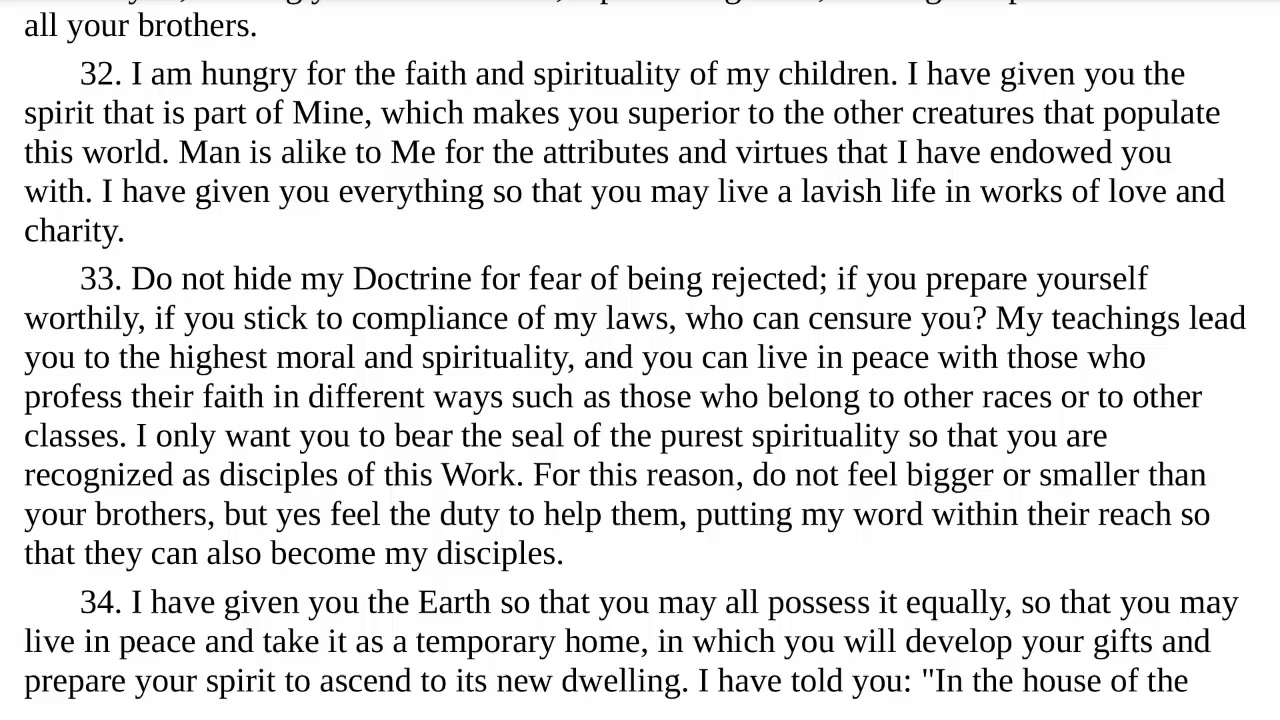 all your brothers.
32. I am hungry for the faith and spirituality of my children. I have given you the
spirit that is part of Mine, which makes you superior to the other creatures that populate
this world. Man is alike to Me for the attributes and virtues that I have endowed you
with. I have given you everything so that you may live a lavish life in works of love and
charity.
33. Do not hide my Doctrine for fear of being rejected; if you prepare yourself
worthily, if you stick to compliance of my laws, who can censure you? My teachings lead
you to the highest moral and spirituality, and you can live in peace with those who
profess their faith in different ways such as those who belong to other races or to other
classes. I only want you to bear the seal of the purest spirituality so that you are
recognized as disciples of this Work. For this reason, do not feel bigger or smaller than
your brothers, but yes feel the duty to help them, putting my word within their reach so
that they can also become my disciples.
34. I have given you the Earth so that you may all possess it equally, so that you may
live in peace and take it as a temporary home, in which you will develop your gifts and
prepare your spirit to ascend to its new dwelling. I have told you: "In the house of the